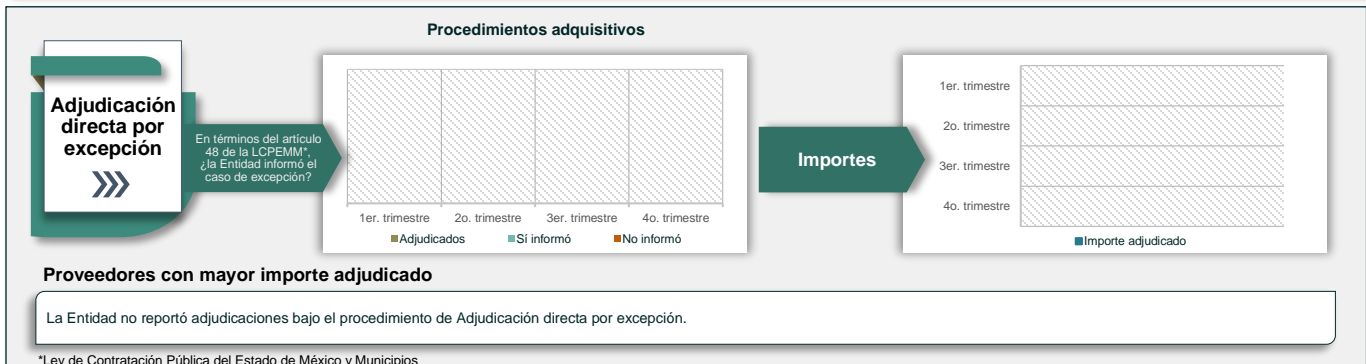 Procedimientos adquisitivos
Adjudicación
directa por
excepción
En términos del artículo
48 de la LCPEMM*,
¿la Entidad informó el
caso de excepción?
1er. trimestre 2o. trimestre 3er. trimestre 4o. trimestre
Adjudicados Sí informó No informó
Importes
1er. trimestre
2o. trimestre
3er. trimestre
4o. trimestre
Importe adjudicado
Proveedores con mayor importe adjudicado
La Entidad no reportó adjudicaciones bajo el procedimiento de Adjudicación directa por excepción.
*Ley de Contratación Pública del Estado de México y Municipios